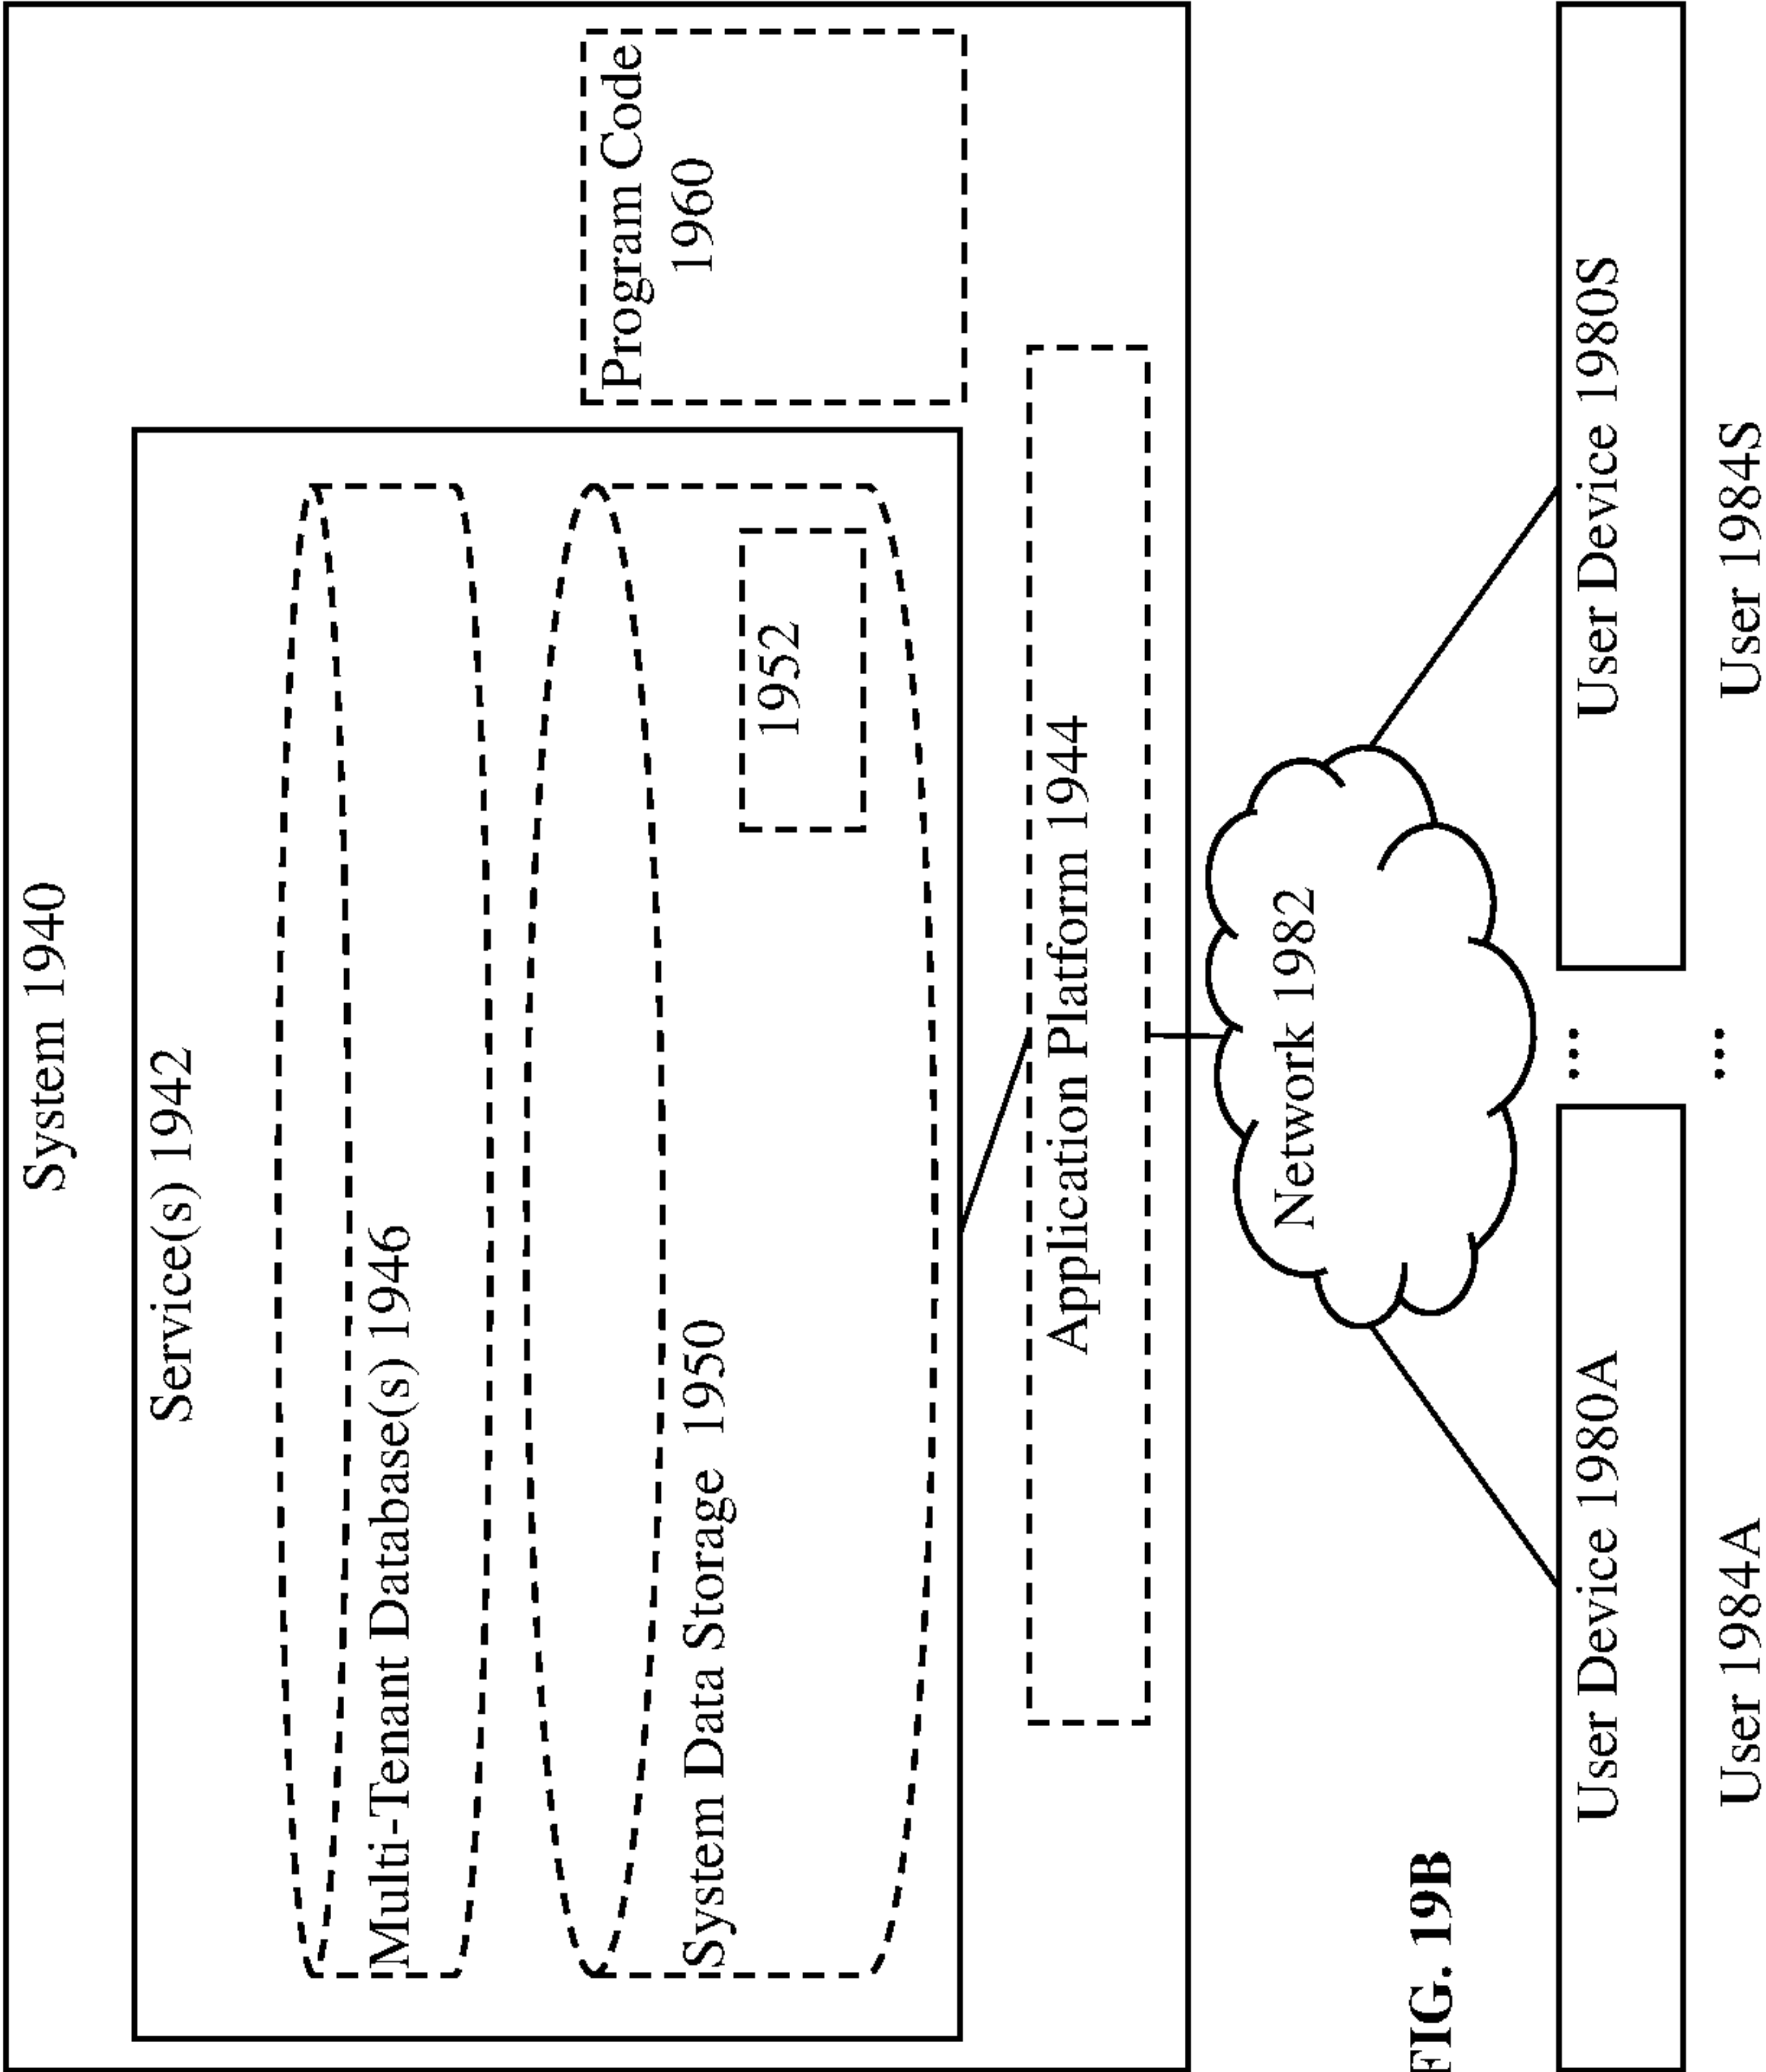 System 1940
Service(s) 1942
Multi-Tenant Database(s) 1946
System Data Storage 1950
1952
Program Code
1960
Application Platform 1944
Network 1982
FIG. 19B
User Device 1980A
...
User Device 1980S
User 1984A
...
User 1984S